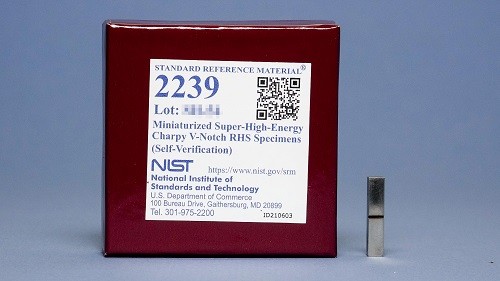 STANDARD REFERENCE MATERIAL®
2239
Lot:
Miniaturized Super-High-Energy
Charpy V-Notch RHS Specimens
(Self-Verification)
NIST https://www.nist.gov/srm
National Institute of
Standards and Technology
U.S. Department of Commerce
100 Bureau Drive, Gaithersburg, MD 20899
Tel. 301-975-2200
ID210603